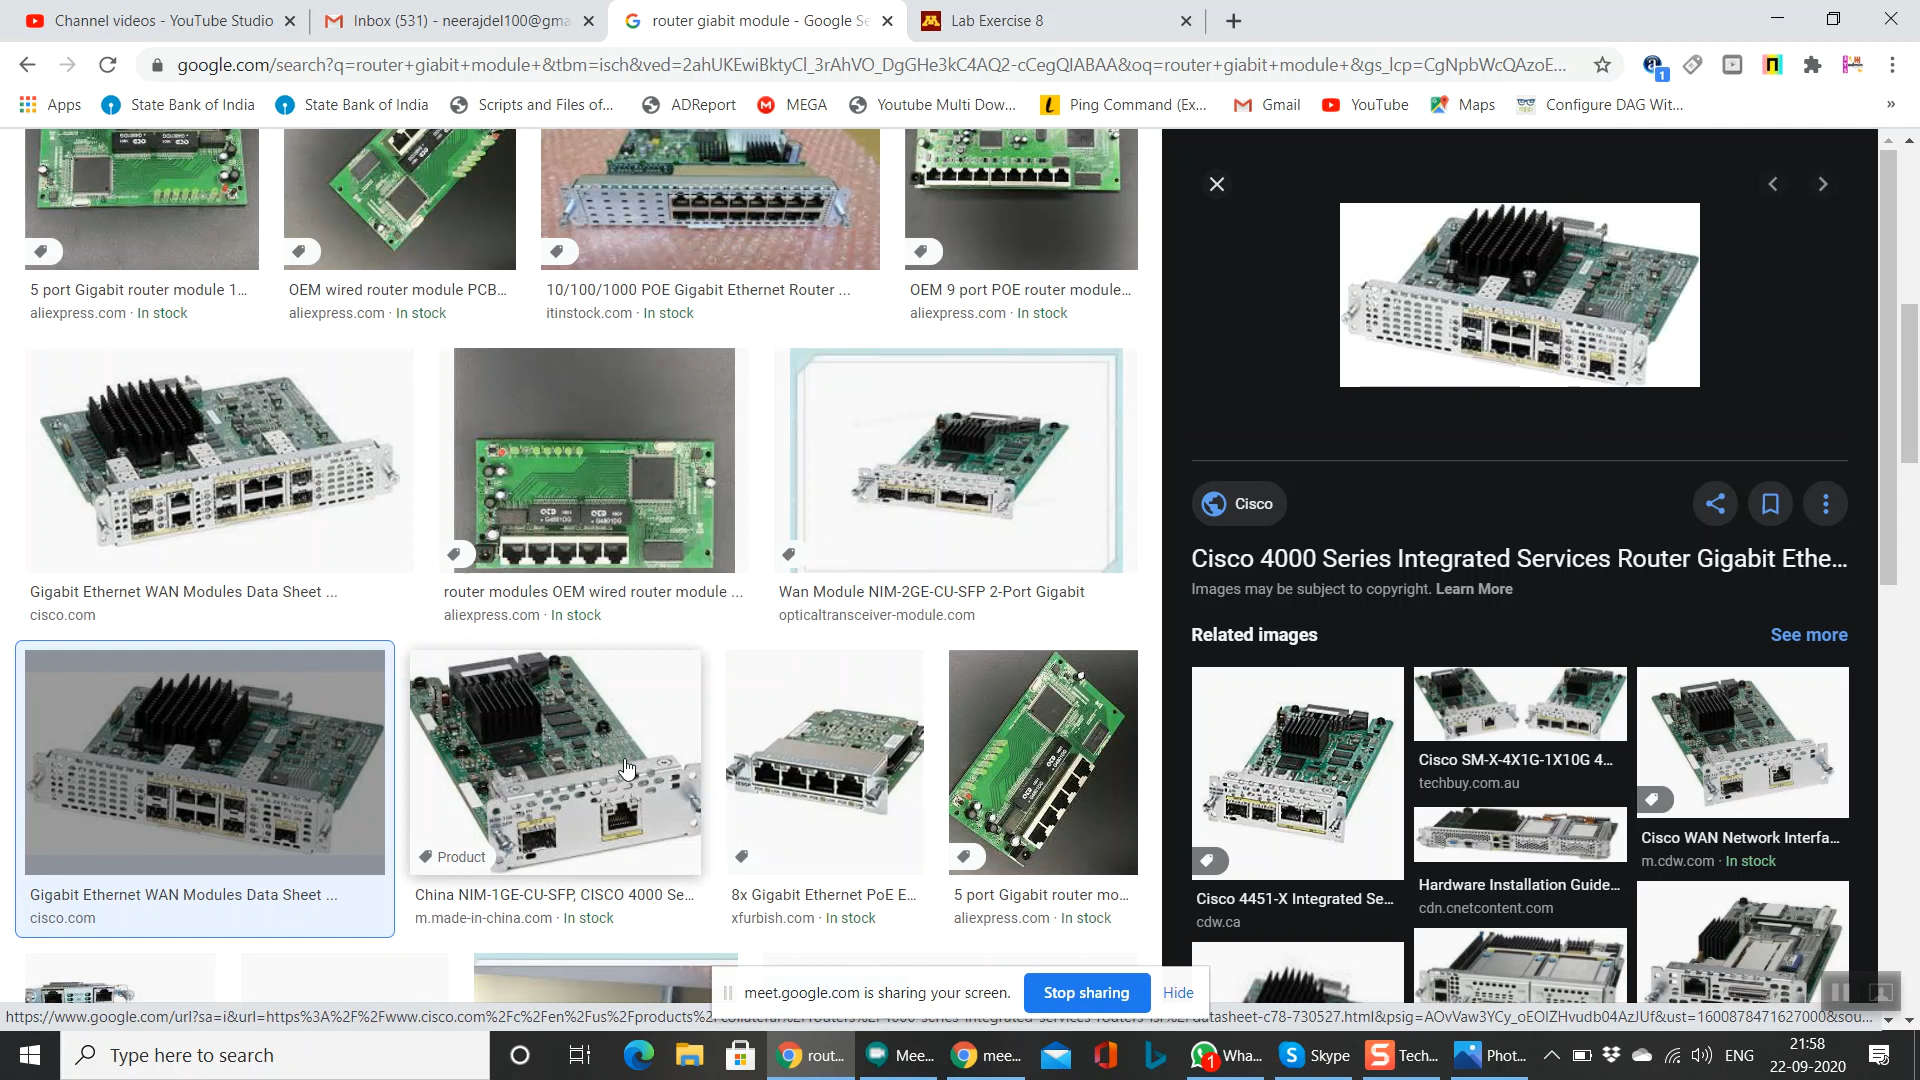 Channel videos - YouTube Studio
Inbox (531) - neerajdel100@gma
router giabit module - Google Se
Lab Exercise 8
google.com/search?q=router+giabit+module+&tbm=isch&ved=2ahUKEwiBktyCl_3rAhVO_DgGHe3kC4AQ2-cCegQIABAA&oq=router+giabit+module+&gs_lcp=CgNpbWcQAzoE...
1
Apps
State Bank of India
State Bank of India
Scripts and Files of...
ADReport
MEGA
Youtube Multi Dow...
Ping Command (Ex...
Gmail
YouTube
Maps
Configure DAG Wit...
»
5 port Gigabit router module 1...
aliexpress.com · In stock
OEM wired router module PCB...
aliexpress.com · In stock
10/100/1000 POE Gigabit Ethernet Router ...
itinstock.com · In stock
OEM 9 port POE router module...
aliexpress.com · In stock
Gigabit Ethernet WAN Modules Data Sheet ...
cisco.com
router modules OEM wired router module ...
aliexpress.com · In stock
Wan Module NIM-2GE-CU-SFP 2-Port Gigabit
opticaltransceiver-module.com
Gigabit Ethernet WAN Modules Data Sheet ...
cisco.com
Product
China NIM-1GE-CU-SFP, CISCO 4000 Se...
m.made-in-china.com · In stock
8x Gigabit Ethernet PoE E...
xfurbish.com · In stock
5 port Gigabit router mo...
aliexpress.com · In stock
Cisco
Cisco 4000 Series Integrated Services Router Gigabit Ethe...
Images may be subject to copyright. Learn More
Related images
See more
Cisco 4451-X Integrated Se...
cdw.ca
Cisco SM-X-4X1G-1X10G 4...
techbuy.com.au
Hardware Installation Guide...
cdn.cnetcontent.com
Cisco WAN Network Interfa...
m.cdw.com · In stock
meet.google.com is sharing your screen.
Stop sharing
Hide
Type here to search
rout...
Mee...
mee...
1
Wha...
Skype
Tech...
Phot...
ENG
21:58
22-09-2020